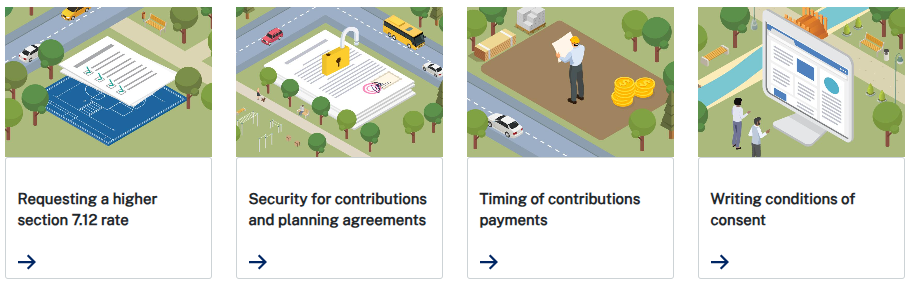 Requesting a higher
section 7.12 rate
Security for contributions
and planning agreements
Timing of contributions
payments
Writing conditions of
consent